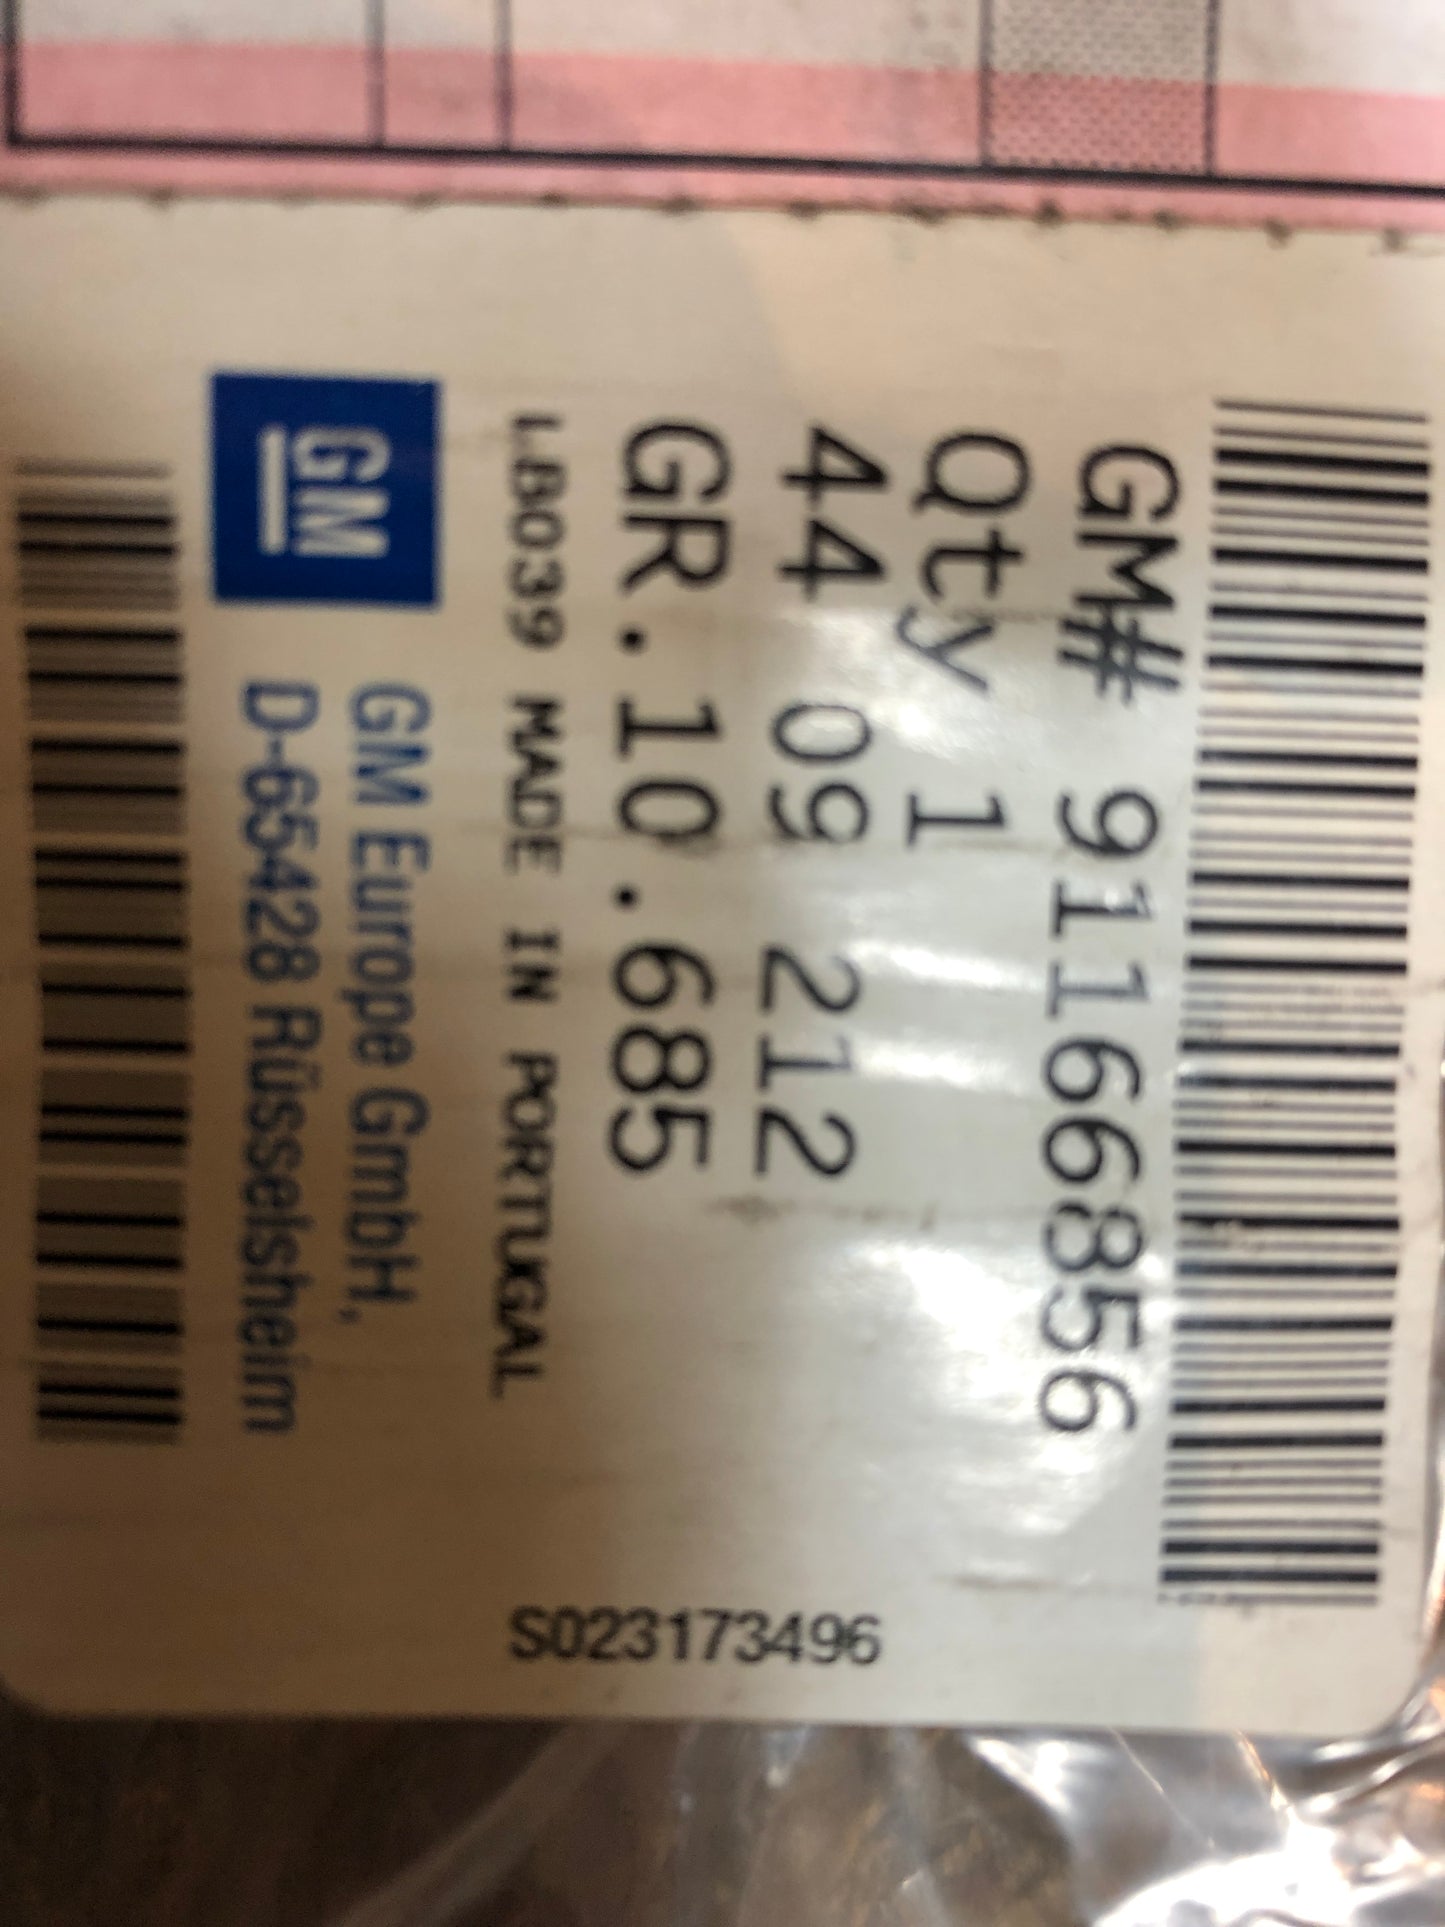 GM# 9116856
Qty 1
44 09 212
GR.10.685
LB039 MADE IN PORTUGAL
GM
GM Europe GmbH,
D-65428 Rüsselsheim
S023173496